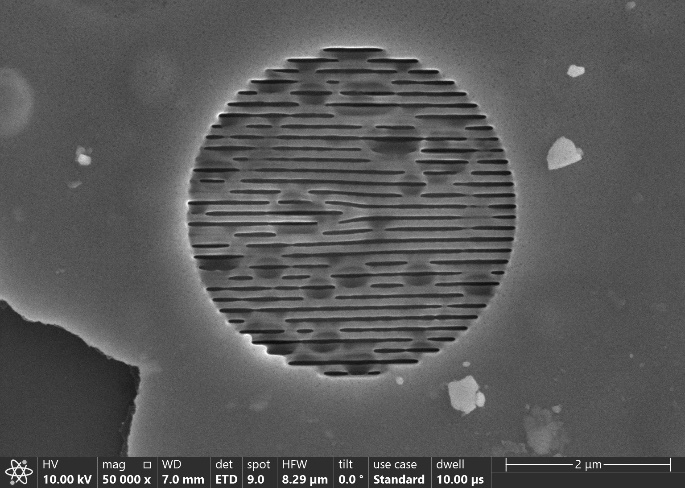 HV mag □ WD det spot HFW tilt use case dwell
10.00 kV 50 000 x 7.0 mm ETD 9.0 8.29 µm 0.0 ° Standard 10.00 µs
2 µm